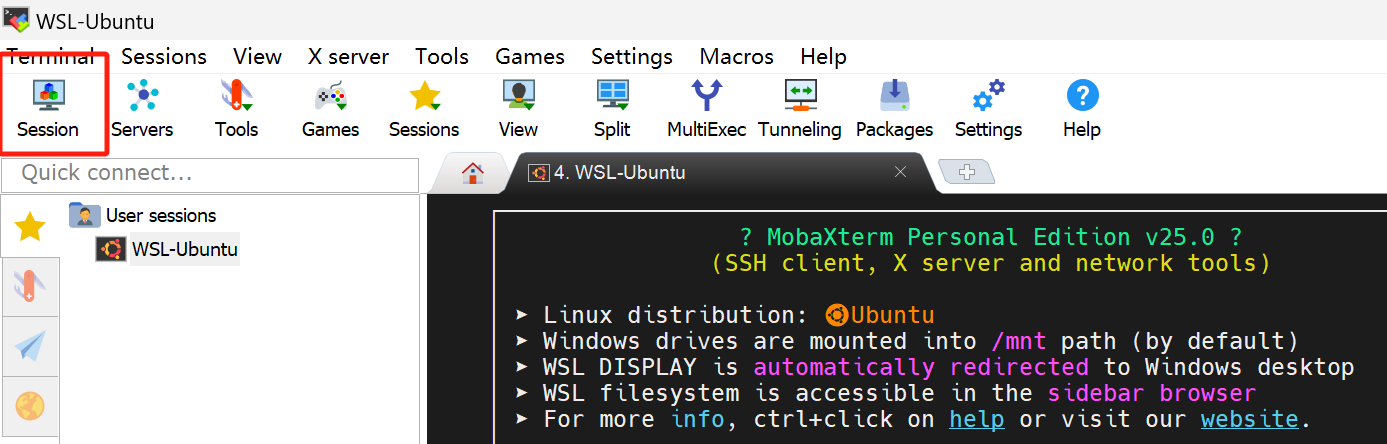 WSL-Ubuntu
Terminal Sessions View X server Tools Games Settings Macros Help
Session Servers Tools Games Sessions View Split MultiExec Tunneling Packages Settings Help
Quick connect...
4. WSL-Ubuntu
User sessions
WSL-Ubuntu
? MobaXterm Personal Edition v25.0 ?
(SSH client, X server and network tools)
➤ Linux distribution: Ubuntu
➤ Windows drives are mounted into /mnt path (by default)
➤ WSL DISPLAY is automatically redirected to Windows desktop
➤ WSL filesystem is accessible in the sidebar browser
➤ For more info, ctrl+click on help or visit our website.